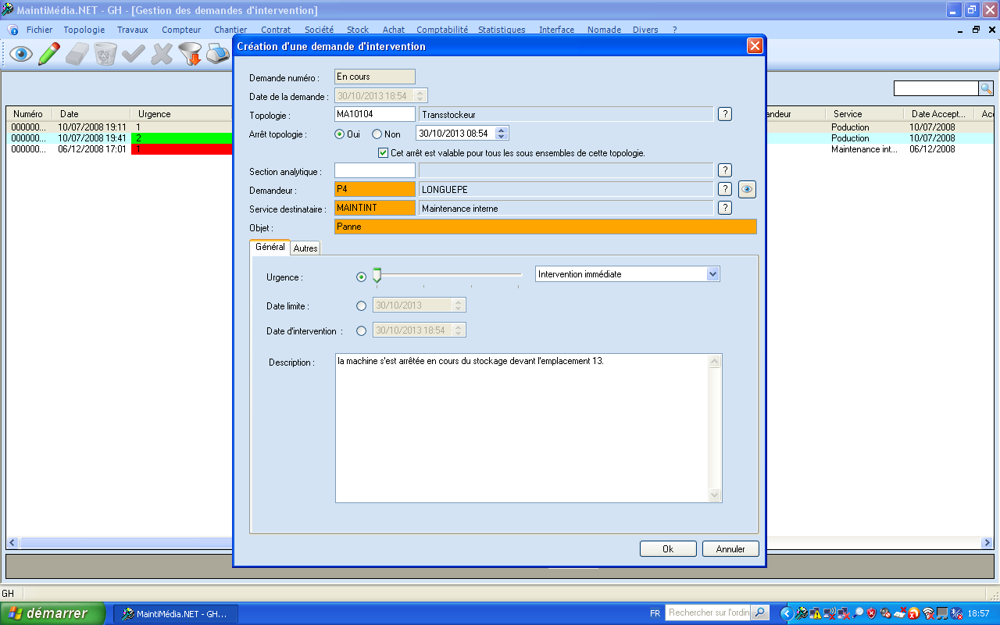 MaintiMédia.NET - GH - [Gestion des demandes d'intervention]
Fichier Topologie Travaux Compteur Chantier Contrat Société Stock Achat Comptabilité Statistiques Interface Nomade Divers ?
Création d'une demande d'intervention
Demande numéro : En cours
Date de la demande : 30/10/2013 18:54
Topologie : MA10104 Transstockeur ?
Arrêt topologie : Oui Non 30/10/2013 08:54
Cet arrêt est valable pour tous les sous ensembles de cette topologie.
Section analytique : ?
Demandeur : P4 LONGUEPE ?
Service destinataire : MAINTINT Maintenance interne ?
Objet : Panne
Général Autres
Urgence : Intervention immédiate
Date limite : 30/10/2013
Date d'intervention : 30/10/2013 18:54
Description : la machine s'est arrêtée en cours du stockage devant l'emplacement 13.
Ok Annuler
Numéro Date Urgence andeur Service Date Accept... Acc
000000... 10/07/2008 19:11 1 Poduction 10/07/2008
000000... 10/07/2008 19:41 2 Poduction 10/07/2008
000000... 06/12/2008 17:01 1 Maintenance int... 06/12/2008
GH
démarrer MaintiMédia.NET - GH... FR Rechercher sur l'ordin 18:57